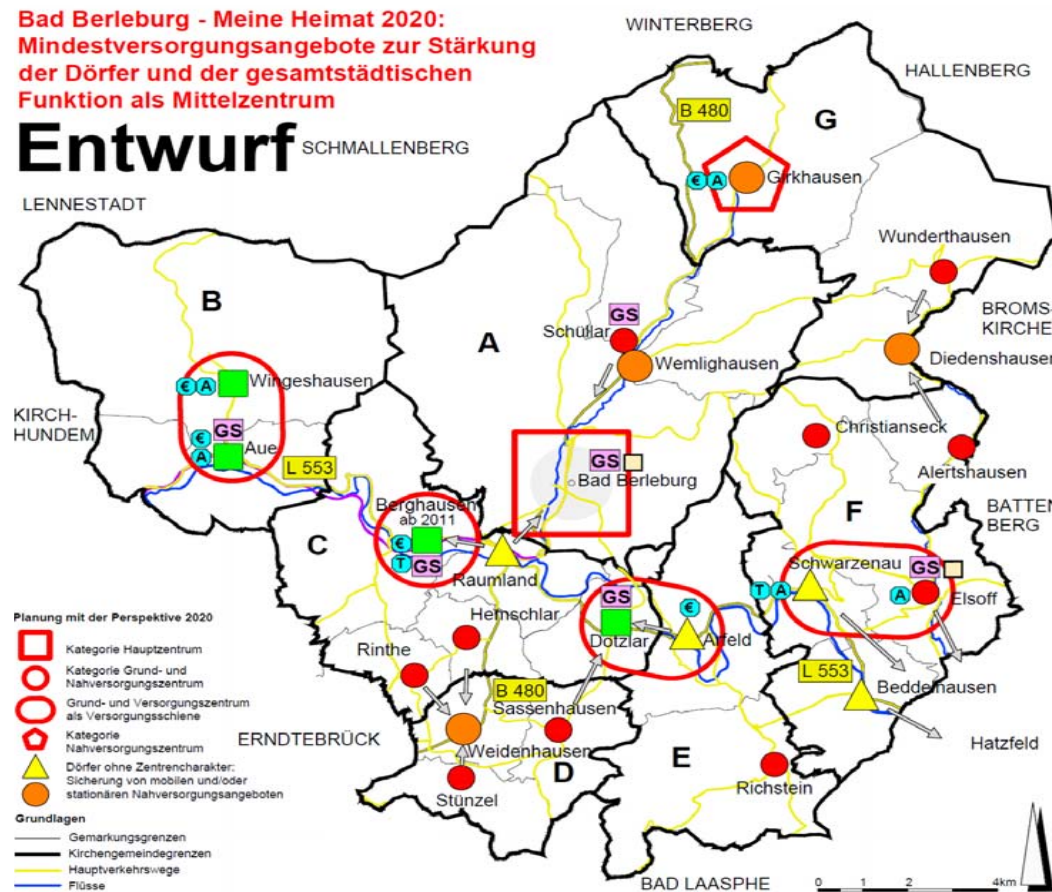 Bad Berleburg - Meine Heimat 2020:
Mindestversorgungsangebote zur Stärkung
der Dörfer und der gesamtstädtischen
Funktion als Mittelzentrum
Entwurf
SCHMALLENBERG
WINTERBERG
HALLENBERG
LENNESTADT
B 480
G
€ A
Girkhausen
Wunderthausen
B
A
GS
Schüllar
BROMS-
KIRCHEN
Wemlighausen
Diedenshausen
€ A
Wingeshausen
KIRCH-
HUNDEM
GS
€
Aue
A
L 553
Christianseck
Alertshausen
GS
Bad Berleburg
BATTEN
BERG
Berghausen
ab 2011
F
C
€
T
GS
Raumland
Schwarzenau
GS
T A
A
Elsoff
GS
€
Hemschlar
Dotzlar
Arfeld
Rinthe
L 553
B 480
Beddelhausen
Sassenhausen
ERNDTEBRÜCK
Weidenhausen
Hatzfeld
D
E
Stünzel
Richstein
BAD LAASPHE
Planung mit der Perspektive 2020
Kategorie Hauptzentrum
Kategorie Grund- und
Nahversorgungszentrum
Grund- und Versorgungszentrum
als Versorgungsschiene
Kategorie
Nahversorgungszentrum
Dörfer ohne Zentrencharakter:
Sicherung von mobilen und/oder
stationären Nahversorgungsangeboten
Grundlagen
Gemarkungsgrenzen
Kirchengemeindegrenzen
Hauptverkehrswege
Flüsse
0 1 2 4km